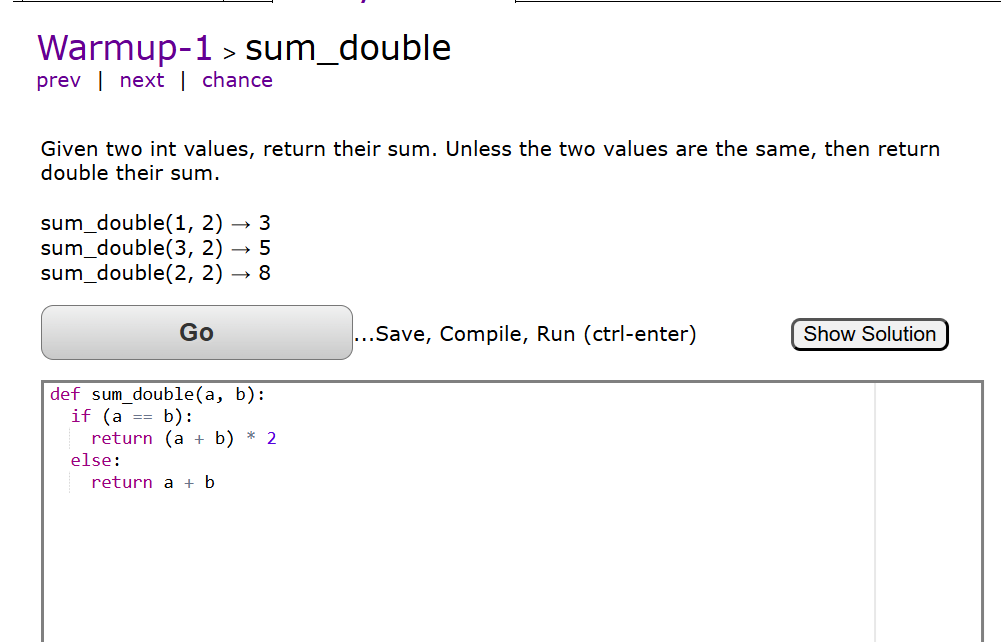 Warmup-1 > sum_double
prev | next | chance
Given two int values, return their sum. Unless the two values are the same, then return
double their sum.
sum_double(1, 2) → 3
sum_double(3, 2) → 5
sum_double(2, 2) → 8
Go ...Save, Compile, Run (ctrl-enter) Show Solution
def sum_double(a, b):
  if (a == b):
    return (a + b) * 2
  else:
    return a + b